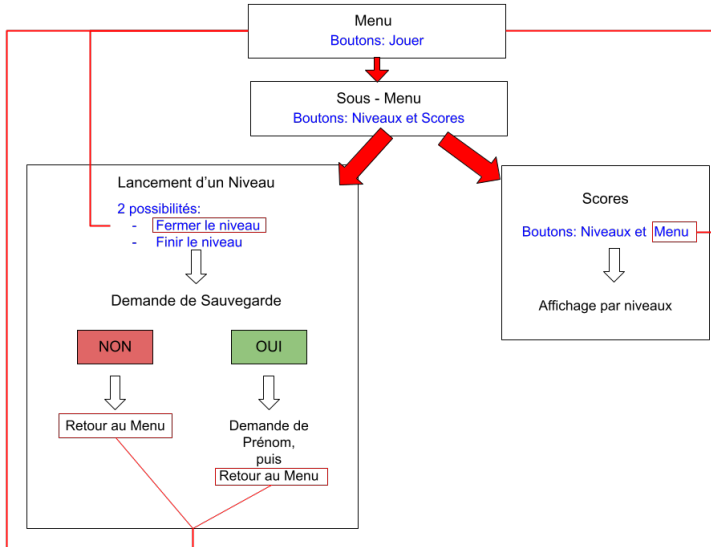 Menu
Boutons: Jouer
Sous - Menu
Boutons: Niveaux et Scores
Lancement d'un Niveau
2 possibilités:
- Fermer le niveau
- Finir le niveau
Demande de Sauvegarde
NON
OUI
Retour au Menu
Demande de
Prénom,
puis
Retour au Menu
Scores
Boutons: Niveaux et Menu
Affichage par niveaux